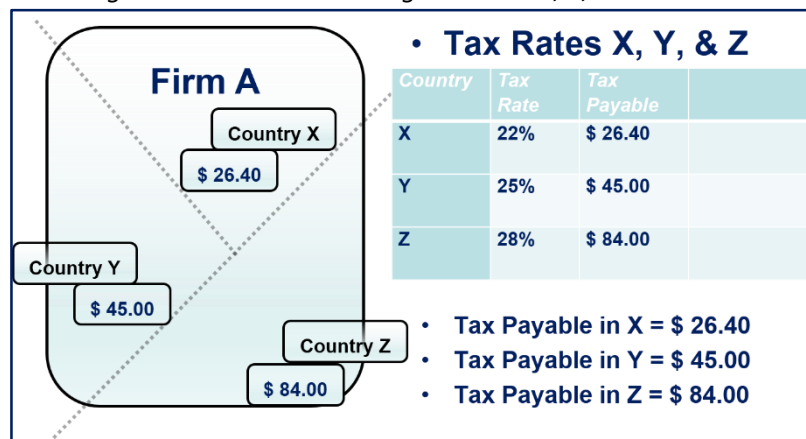 Firm A
Country X
$ 26.40
Country Y
$ 45.00
Country Z
$ 84.00
• Tax Rates X, Y, & Z
Country Tax Rate Tax Payable
X 22% $ 26.40
Y 25% $ 45.00
Z 28% $ 84.00
• Tax Payable in X = $ 26.40
• Tax Payable in Y = $ 45.00
• Tax Payable in Z = $ 84.00